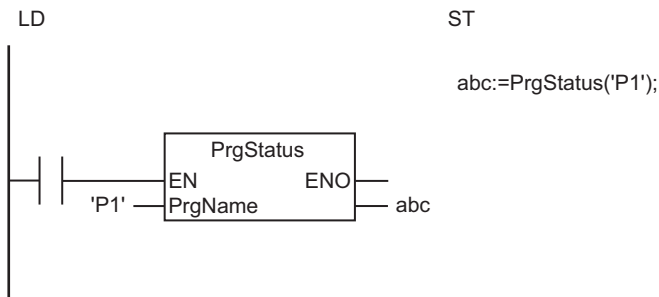 LD
ST
abc:=PrgStatus('P1');
PrgStatus
EN ENO
'P1' PrgName abc